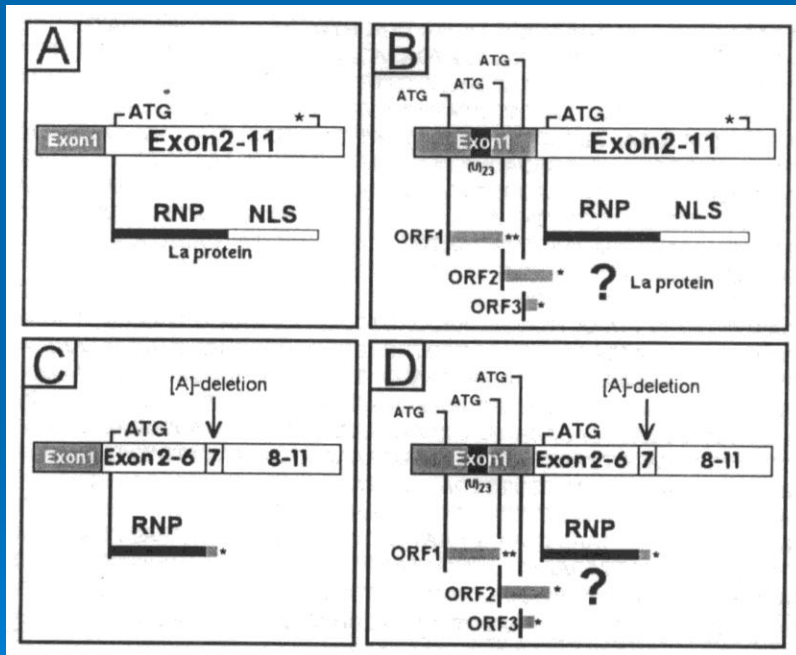 A
ATG
*
Exon1
Exon2-11
RNP
NLS
La protein
B
ATG
ATG
ATG
ATG
*
Exon1
Exon2-11
(U)23
RNP
NLS
ORF1
**
ORF2
*
?
La protein
ORF3
*
C
[A]-deletion
ATG
Exon1
Exon 2-6
7
8-11
RNP
*
D
ATG
ATG
ATG
[A]-deletion
ATG
Exon1
Exon 2-6
7
8-11
(U)23
RNP
ORF1
**
*
ORF2
*
?
ORF3
*